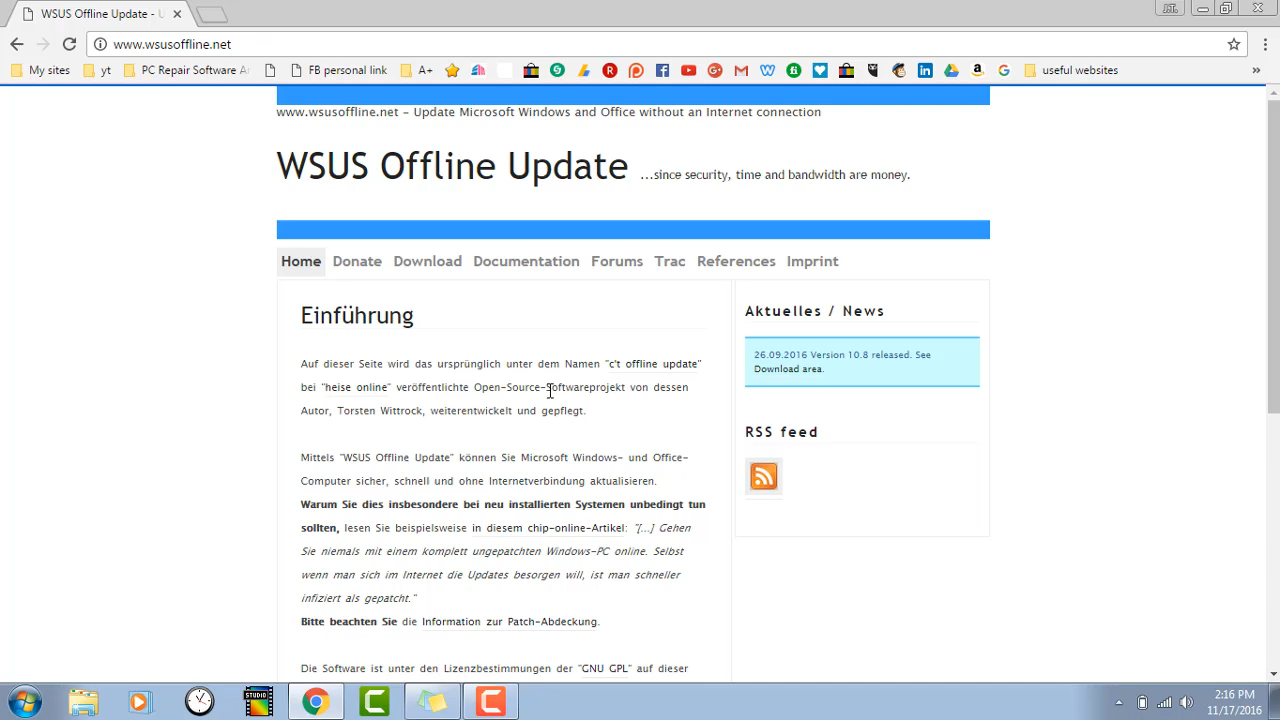 WSUS Offline Update - U
J.T.
www.wsusoffline.net
My sites
yt
PC Repair Software Ar
FB personal link
A+
useful websites
www.wsusoffline.net – Update Microsoft Windows and Office without an Internet connection
WSUS Offline Update ...since security, time and bandwidth are money.
Home Donate Download Documentation Forums Trac References Imprint
Einführung
Auf dieser Seite wird das ursprünglich unter dem Namen "c't offline update"
bei "heise online" veröffentlichte Open-Source-Softwareprojekt von dessen
Autor, Torsten Wittrock, weiterentwickelt und gepflegt.
Mittels "WSUS Offline Update" können Sie Microsoft Windows- und Office-
Computer sicher, schnell und ohne Internetverbindung aktualisieren.
Warum Sie dies insbesondere bei neu installierten Systemen unbedingt tun
sollten, lesen Sie beispielsweise in diesem chip-online-Artikel: "[...] Gehen
Sie niemals mit einem komplett ungepatchten Windows-PC online. Selbst
wenn man sich im Internet die Updates besorgen will, ist man schneller
infiziert als gepatcht."
Bitte beachten Sie die Information zur Patch-Abdeckung.
Die Software ist unter den Lizenzbestimmungen der "GNU GPL" auf dieser
Aktuelles / News
26.09.2016 Version 10.8 released. See
Download area.
RSS feed
STUDIO
2:16 PM
11/17/2016